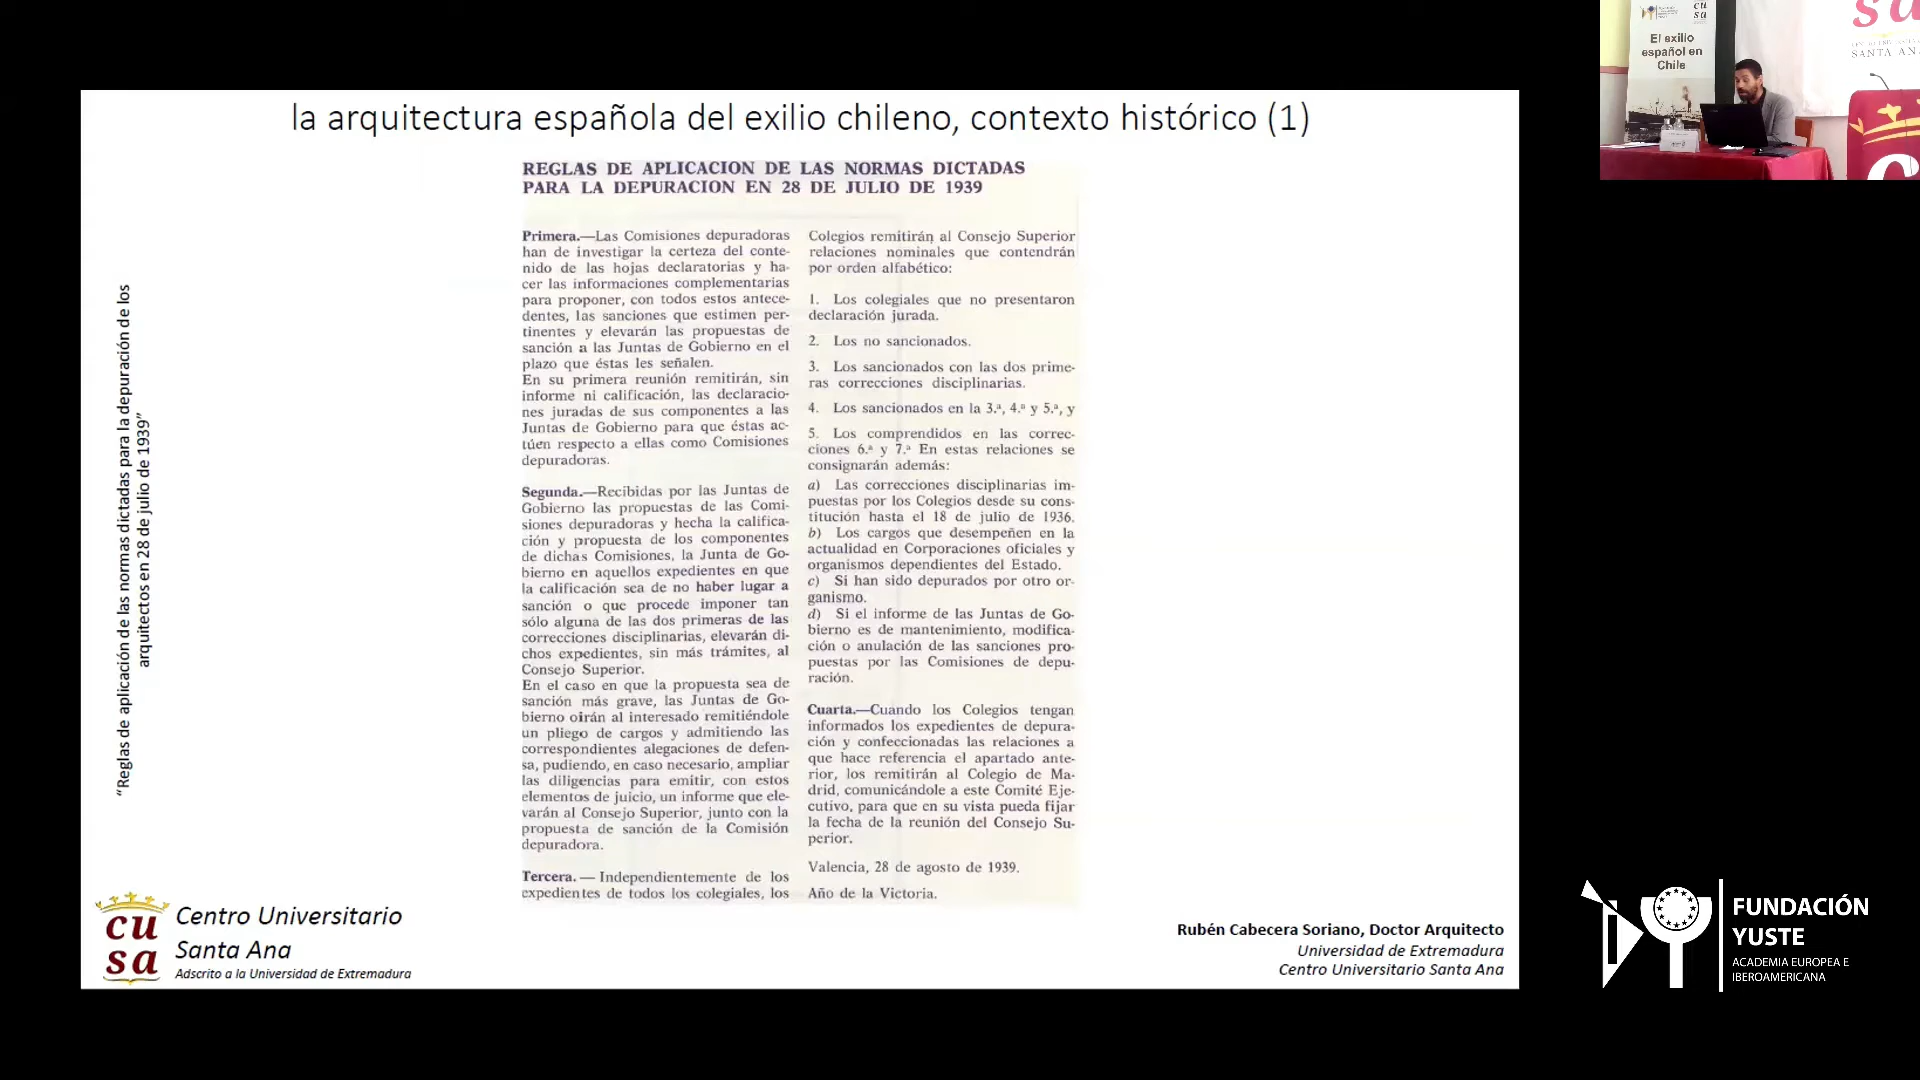 la arquitectura española del exilio chileno, contexto histórico (1)
“Reglas de aplicación de las normas dictadas para la depuración de los
arquitectos en 28 de julio de 1939”
REGLAS DE APLICACION DE LAS NORMAS DICTADAS
PARA LA DEPURACION EN 28 DE JULIO DE 1939
Primera.—Las Comisiones depuradoras
han de investigar la certeza del conte-
nido de las hojas declaratorias y ha-
cer las informaciones complementarias
para proponer, con todos estos antece-
dentes, las sanciones que estimen per-
tinentes y elevarán las propuestas de
sanción a las Juntas de Gobierno en el
plazo que éstas les señalen.
En su primera reunión remitirán, sin
informe ni calificación, las declaracio-
nes juradas de sus componentes a las
Juntas de Gobierno para que éstas ac-
túen respecto a ellas como Comisiones
depuradoras.
Segunda.—Recibidas por las Juntas de
Gobierno las propuestas de las Comi-
siones depuradoras y hecha la califica-
ción y propuesta de los componentes
de dichas Comisiones, la Junta de Go-
bierno en aquellos expedientes en que
la calificación sea de no haber lugar a
sanción o que procede imponer tan
sólo alguna de las dos primeras de las
correcciones disciplinarias, elevarán di-
chos expedientes, sin más trámites, al
Consejo Superior.
En el caso en que la propuesta sea de
sanción más grave, las Juntas de Go-
bierno oirán al interesado remitiéndole
un pliego de cargos y admitiendo las
correspondientes alegaciones de defen-
sa, pudiendo, en caso necesario, ampliar
las diligencias para emitir, con estos
elementos de juicio, un informe que ele-
varán al Consejo Superior, junto con la
propuesta de sanción de la Comisión
depuradora.
Tercera. — Independientemente de los
expedientes de todos los colegiales, los
Colegios remitirán al Consejo Superior
relaciones nominales que contendrán
por orden alfabético:
1. Los colegiales que no presentaron
declaración jurada.
2. Los no sancionados.
3. Los sancionados con las dos prime-
ras correcciones disciplinarias.
4. Los sancionados en la 3.ª, 4.ª y 5.ª, y
5. Los comprendidos en las correc-
ciones 6.ª y 7.ª En estas relaciones se
consignarán además:
a) Las correcciones disciplinarias im-
puestas por los Colegios desde su cons-
titución hasta el 18 de julio de 1936.
b) Los cargos que desempeñen en la
actualidad en Corporaciones oficiales y
organismos dependientes del Estado.
c) Si han sido depurados por otro or-
ganismo.
d) Si el informe de las Juntas de Go-
bierno es de mantenimiento, modifica-
ción o anulación de las sanciones pro-
puestas por las Comisiones de depu-
ración.
Cuarta.—Cuando los Colegios tengan
informados los expedientes de depura-
ción y confeccionadas las relaciones a
que hace referencia el apartado ante-
rior, los remitirán al Colegio de Ma-
drid, comunicándole a este Comité Eje-
cutivo, para que en su vista pueda fijar
la fecha de la reunión del Consejo Su-
perior.
Valencia, 28 de agosto de 1939.
Año de la Victoria.
cu
sa
Centro Universitario
Santa Ana
Adscrito a la Universidad de Extremadura
Rubén Cabecera Soriano, Doctor Arquitecto
Universidad de Extremadura
Centro Universitario Santa Ana
cu
sa
El exilio
español en
Chile
sa
SANTA AN
FUNDACIÓN
YUSTE
ACADEMIA EUROPEA E
IBEROAMERICANA